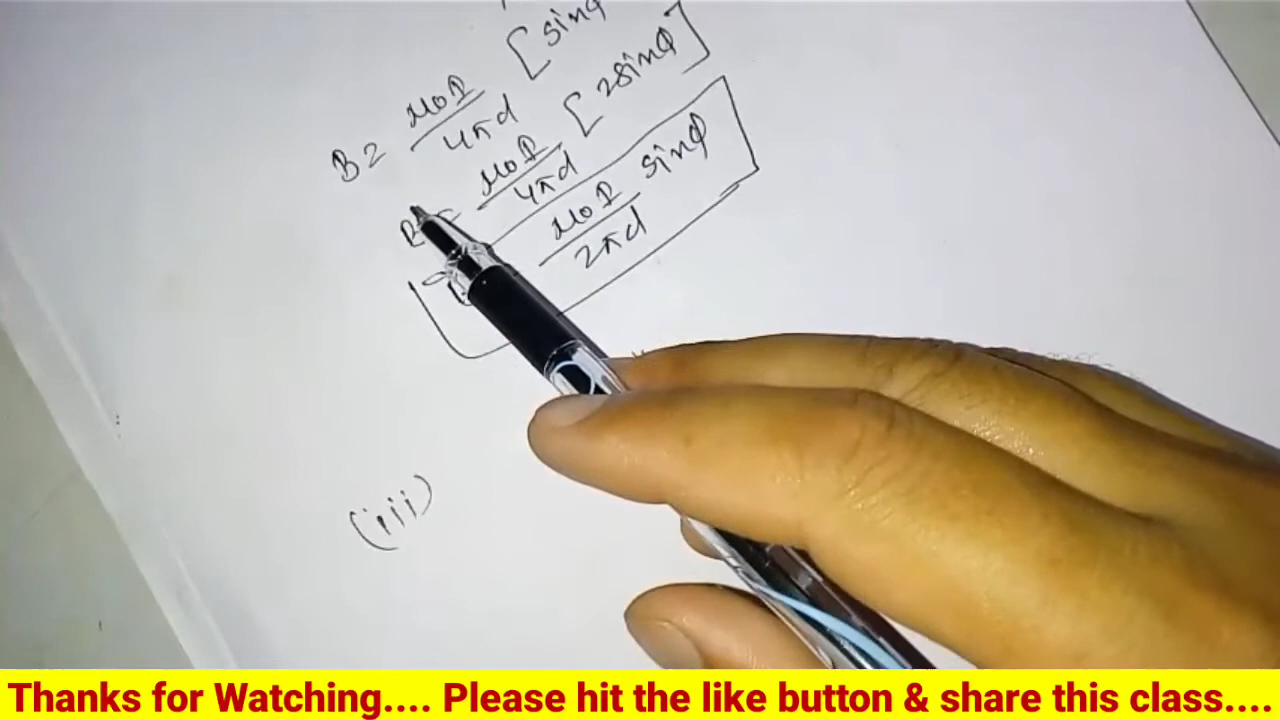 B = μ₀I/4πd [sinφ
B = μ₀I/4πd [2sinφ]
μ₀I/2πd sinφ
(iii)
Thanks for Watching.... Please hit the like button & share this class....